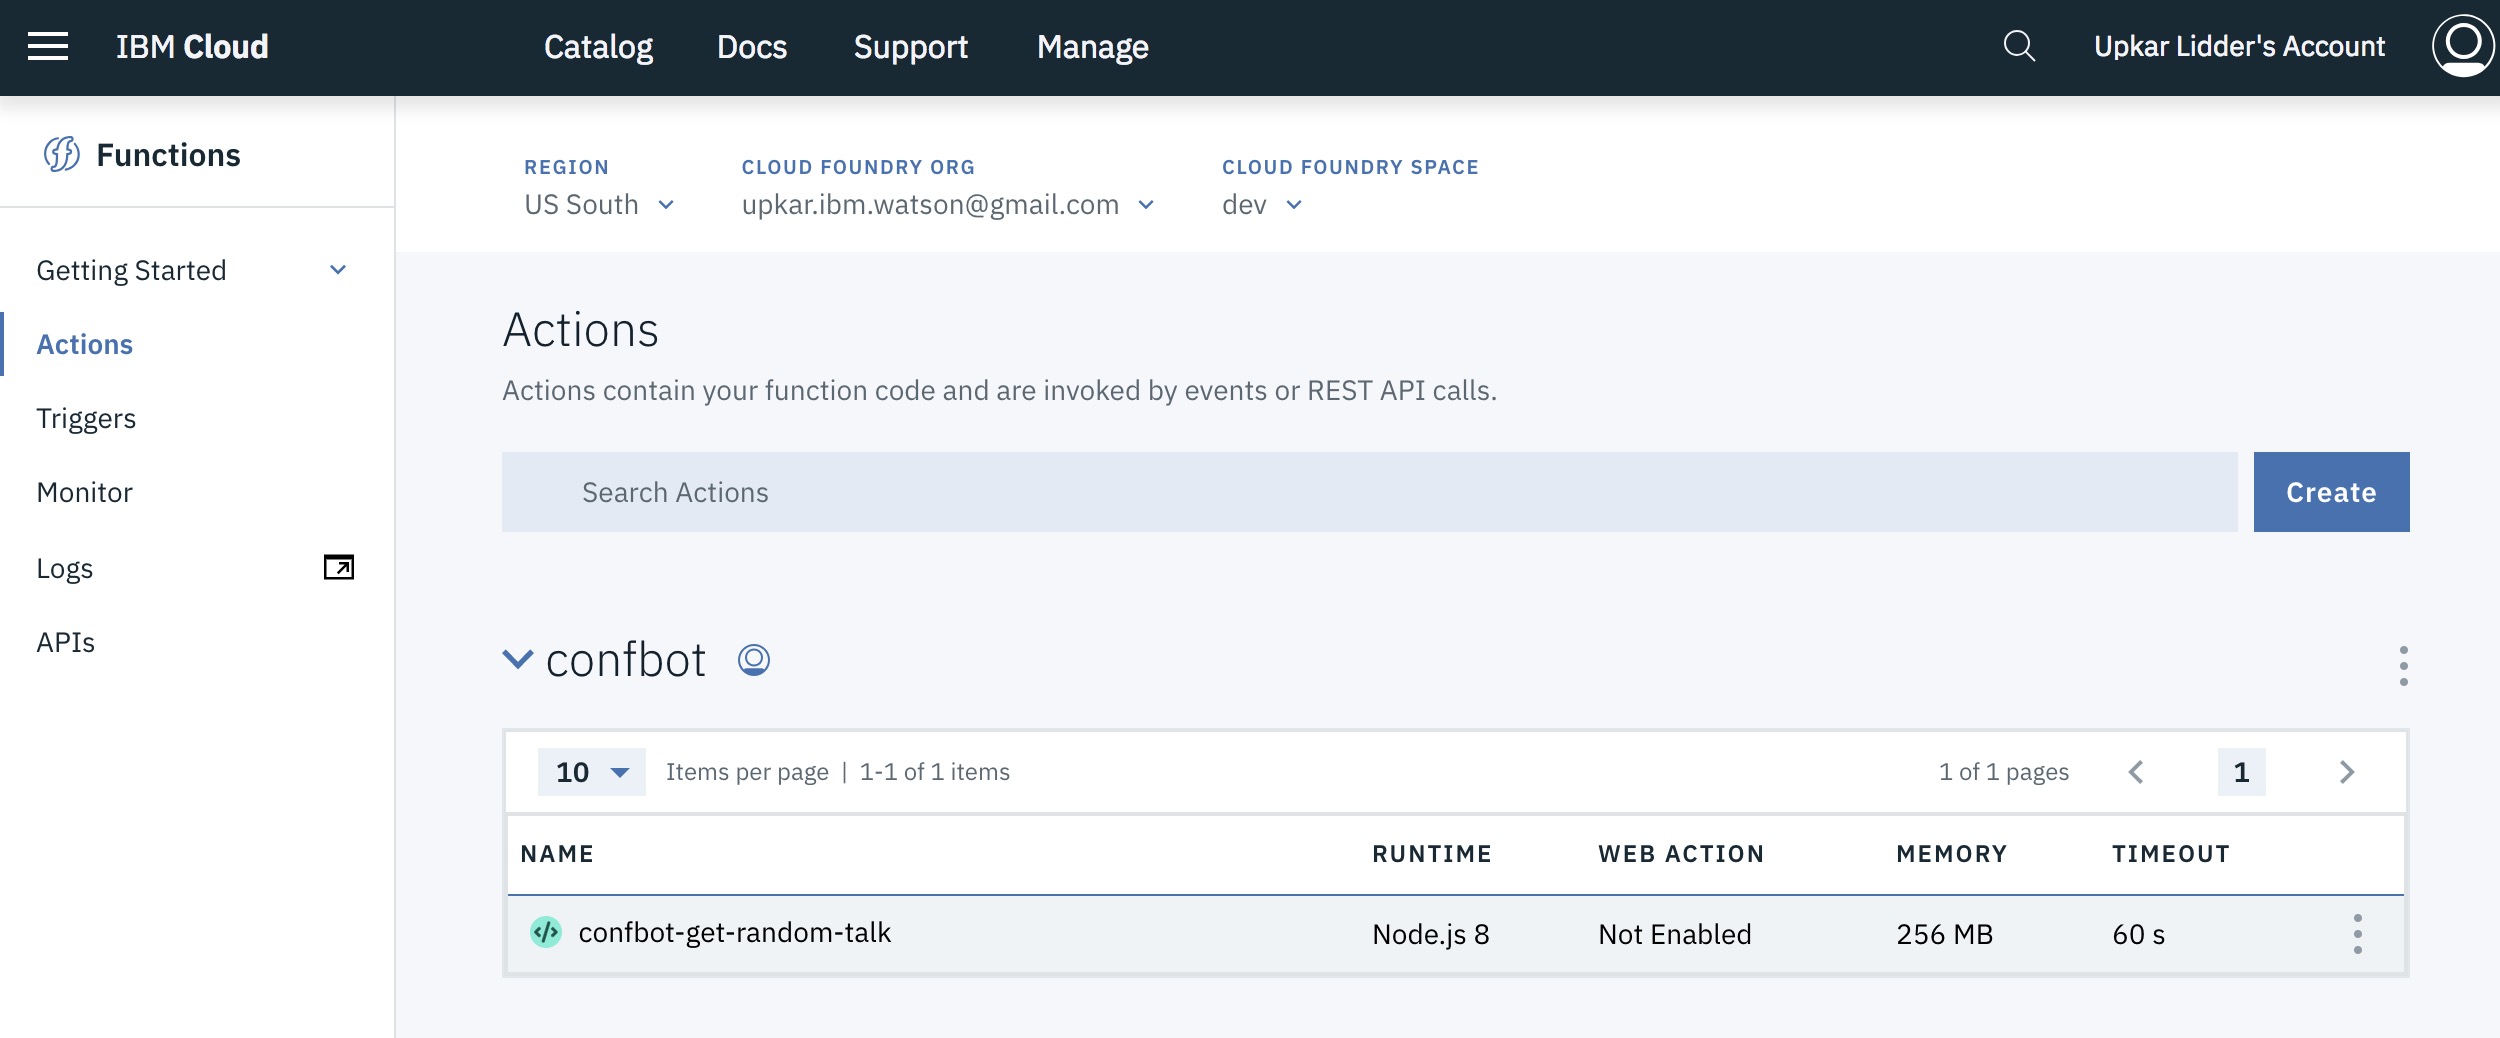 IBM Cloud Catalog Docs Support Manage Upkar Lidder's Account
Functions
Getting Started
Actions
Triggers
Monitor
Logs
APIs
REGION CLOUD FOUNDRY ORG CLOUD FOUNDRY SPACE
US South upkar.ibm.watson@gmail.com dev
Actions
Actions contain your function code and are invoked by events or REST API calls.
Search Actions Create
confbot
10 Items per page | 1-1 of 1 items 1 of 1 pages 1
NAME RUNTIME WEB ACTION MEMORY TIMEOUT
confbot-get-random-talk Node.js 8 Not Enabled 256 MB 60 s